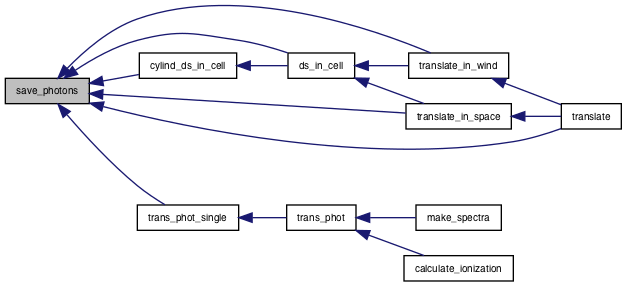 save_photons
cylind_ds_in_cell
ds_in_cell
translate_in_wind
translate_in_space
translate
trans_phot_single
trans_phot
make_spectra
calculate_ionization